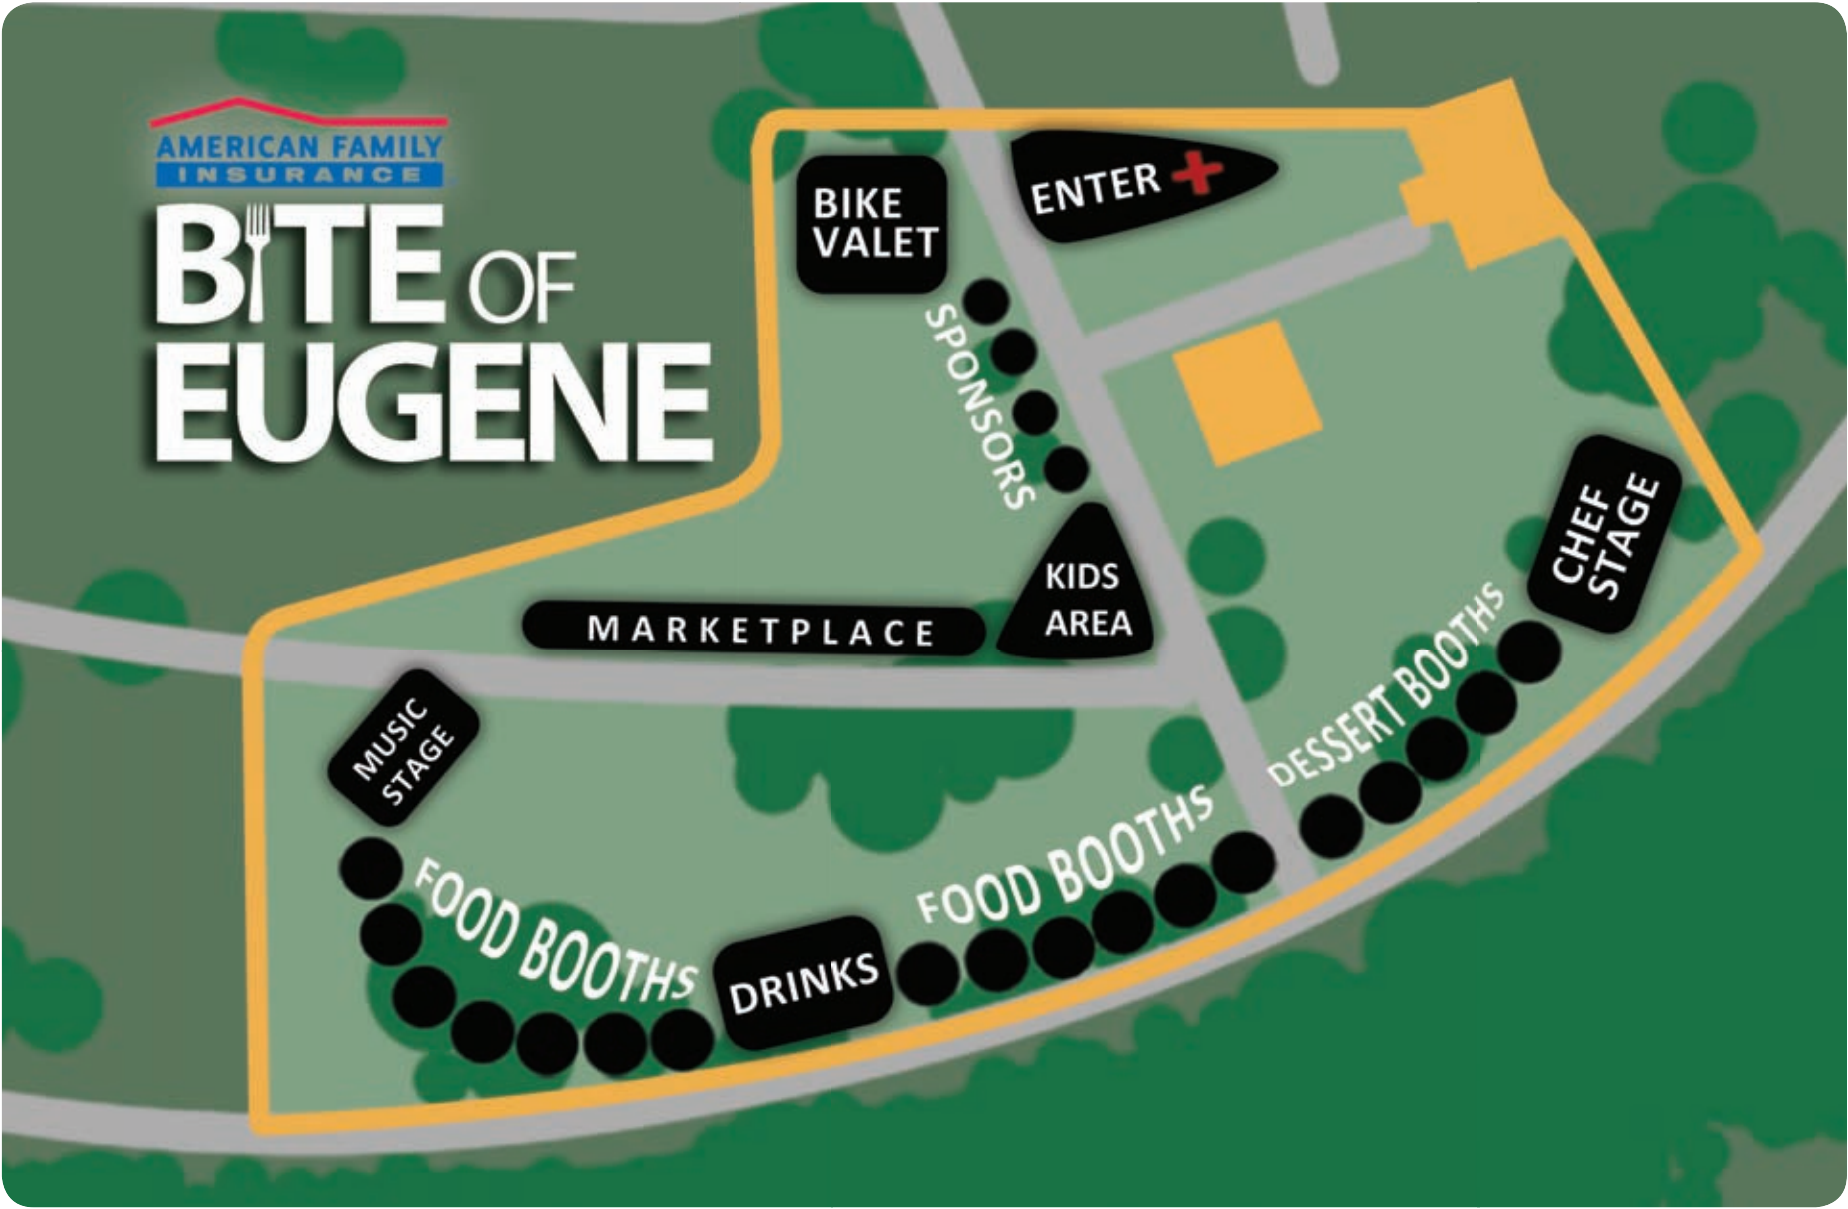 AMERICAN FAMILY
INSURANCE
BITE OF
EUGENE
BIKE
VALET
ENTER
SPONSORS
KIDS
AREA
MARKETPLACE
CHEF
STAGE
MUSIC
STAGE
DESSERT BOOTHS
FOOD BOOTHS
FOOD BOOTHS
DRINKS